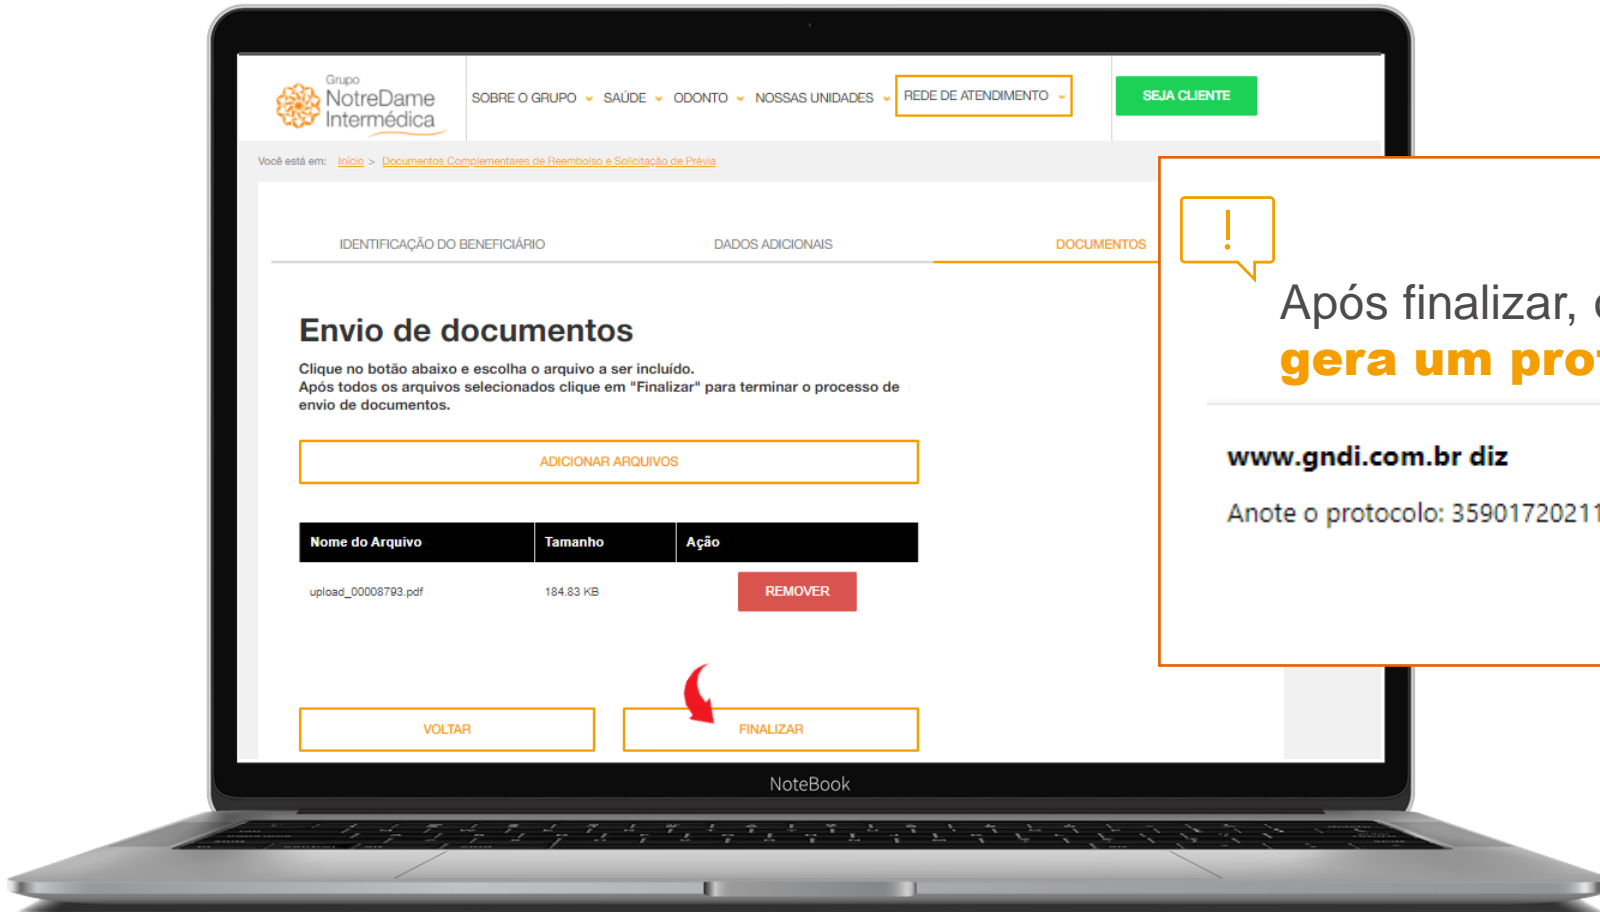 Grupo
NotreDame
Intermédica
SOBRE O GRUPO
SAÚDE
ODONTO
NOSSAS UNIDADES
REDE DE ATENDIMENTO
SEJA CLIENTE
Você está em: Início > Documentos Complementares de Reembolso e Solicitação de Prévia
IDENTIFICAÇÃO DO BENEFICIÁRIO
DADOS ADICIONAIS
DOCUMENTOS
Envio de documentos
Clique no botão abaixo e escolha o arquivo a ser incluído.
Após todos os arquivos selecionados clique em "Finalizar" para terminar o processo de
envio de documentos.
ADICIONAR ARQUIVOS
Nome do Arquivo Tamanho Ação
upload_00008793.pdf 184.83 KB REMOVER
VOLTAR
FINALIZAR
!
Após finalizar,
gera um
www.gndi.com.br diz
Anote o protocolo: 35901720211
NoteBook